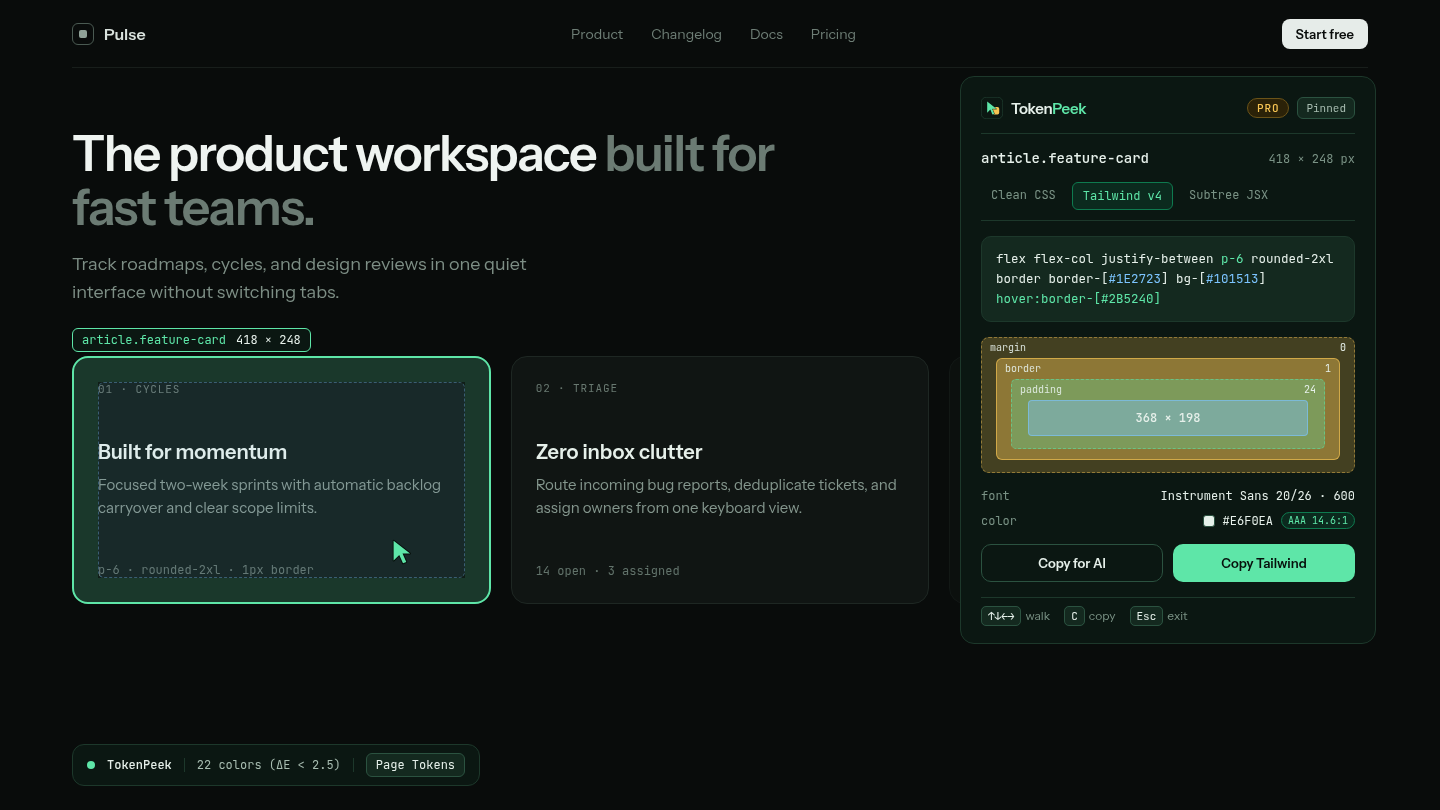 Pulse
Product Changelog Docs Pricing
Start free
The product workspace built for
fast teams.
Track roadmaps, cycles, and design reviews in one quiet
interface without switching tabs.
article.feature-card 418 × 248
01 · CYCLES
Built for momentum
Focused two-week sprints with automatic backlog
carryover and clear scope limits.
p-6 · rounded-2xl · 1px border
02 · TRIAGE
Zero inbox clutter
Route incoming bug reports, deduplicate tickets, and
assign owners from one keyboard view.
14 open · 3 assigned
TokenPeek PRO Pinned
article.feature-card 418 × 248 px
Clean CSS Tailwind v4 Subtree JSX
flex flex-col justify-between p-6 rounded-2xl
border border-[#1E2723] bg-[#101513]
hover:border-[#2B5240]
margin 0
border 1
padding 24
368 × 198
font Instrument Sans 20/26 · 600
color #E6F0EA AAA 14.6:1
Copy for AI Copy Tailwind
↑↓←→ walk C copy Esc exit
TokenPeek 22 colors (ΔE < 2.5) Page Tokens